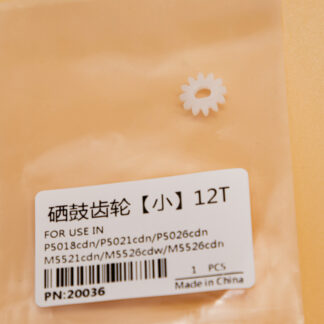 硒鼓齿轮【小】12T
FOR USE IN
P5018cdn/P5021cdn/P5026cdn
M5521cdn/M5526cdw/M5526cdn
1 PCS
Made in China
PN:20036